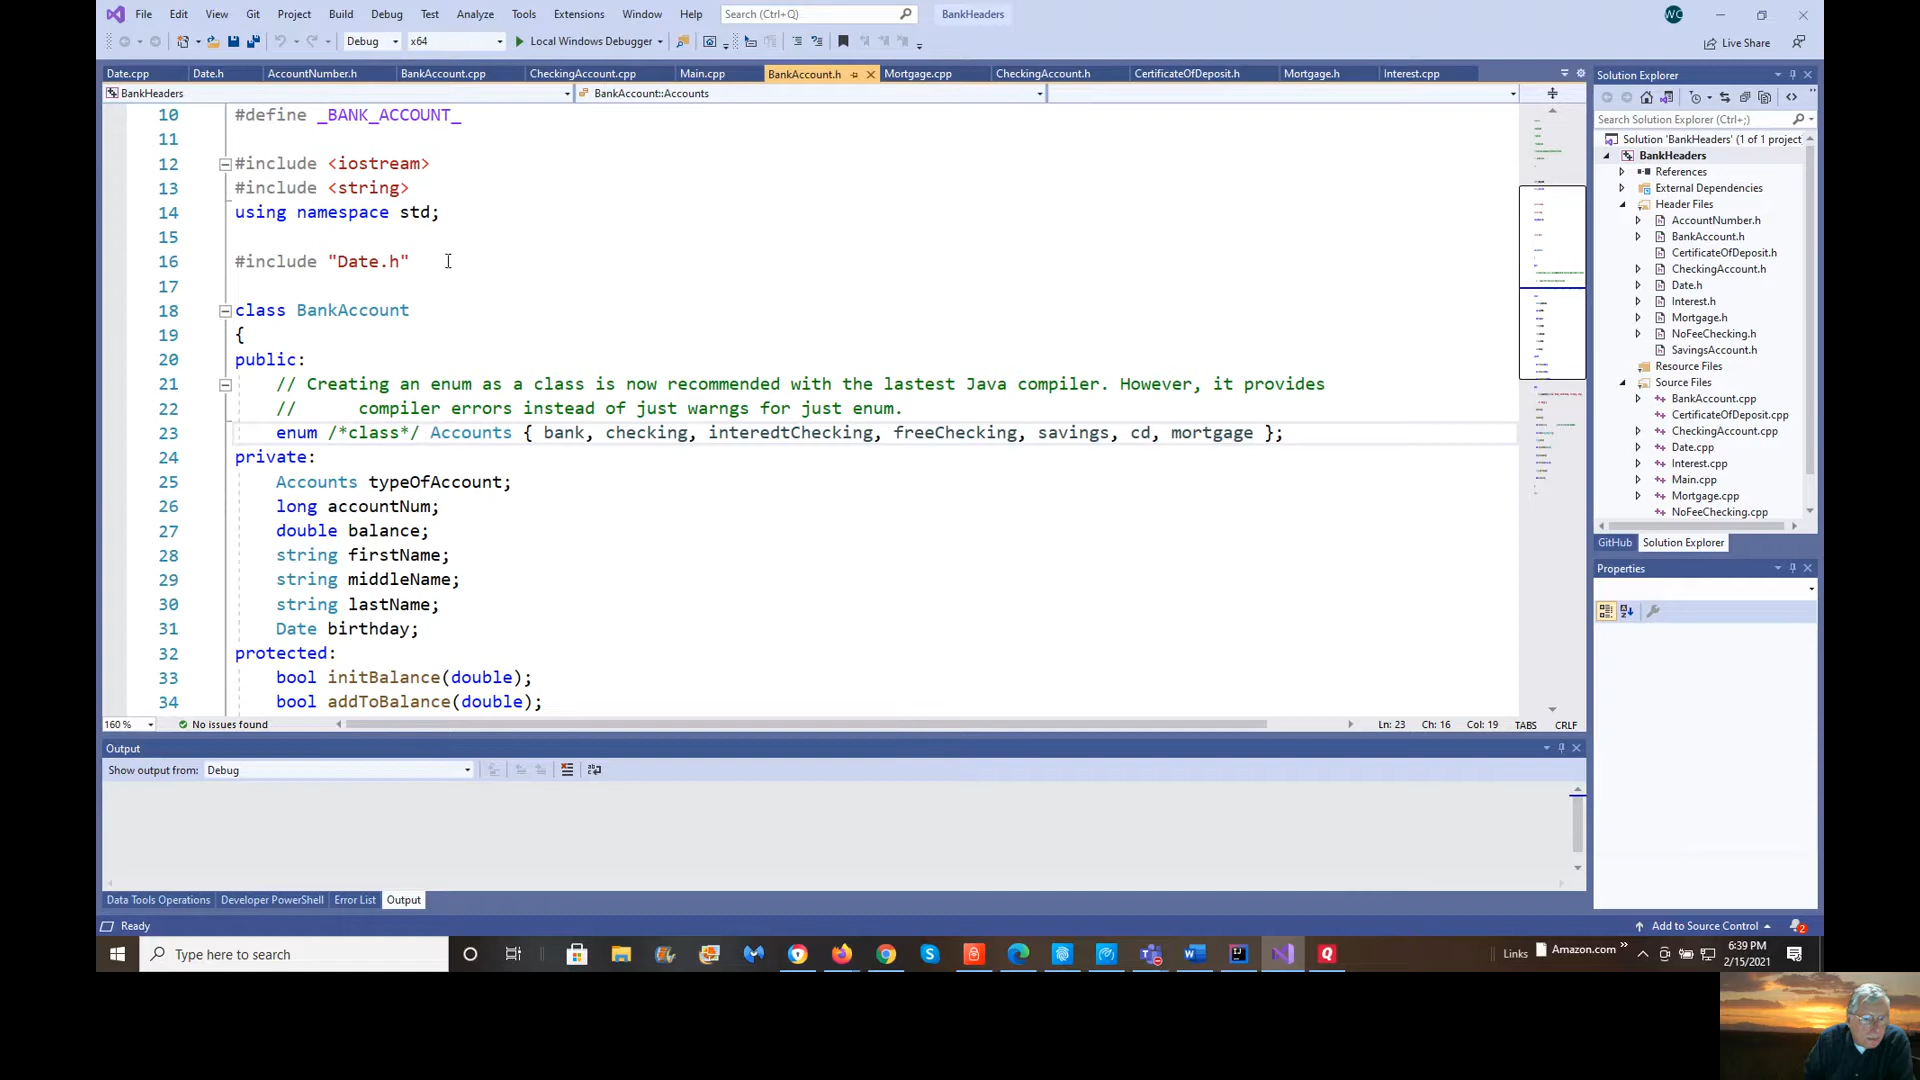 File Edit View Git Project Build Debug Test Analyze Tools Extensions Window Help Search (Ctrl+Q) BankHeaders WC
Debug x64 Local Windows Debugger Live Share
Date.cpp Date.h AccountNumber.h BankAccount.cpp CheckingAccount.cpp Main.cpp BankAccount.h Mortgage.cpp CheckingAccount.h CertificateOfDeposit.h Mortgage.h Interest.cpp
BankHeaders BankAccount::Accounts
10 #define _BANK_ACCOUNT_
11
12 #include <iostream>
13 #include <string>
14 using namespace std;
15
16 #include "Date.h"
17
18 class BankAccount
19 {
20 public:
21 // Creating an enum as a class is now recommended with the lastest Java compiler. However, it provides
22 // compiler errors instead of just warngs for just enum.
23 enum /*class*/ Accounts { bank, checking, interedtChecking, freeChecking, savings, cd, mortgage };
24 private:
25 Accounts typeOfAccount;
26 long accountNum;
27 double balance;
28 string firstName;
29 string middleName;
30 string lastName;
31 Date birthday;
32 protected:
33 bool initBalance(double);
34 bool addToBalance(double);
160 % No issues found Ln: 23 Ch: 16 Col: 19 TABS CRLF
Output
Show output from: Debug
Data Tools Operations Developer PowerShell Error List Output
Solution Explorer
Search Solution Explorer (Ctrl+;)
Solution 'BankHeaders' (1 of 1 project
BankHeaders
References
External Dependencies
Header Files
AccountNumber.h
BankAccount.h
CertificateOfDeposit.h
CheckingAccount.h
Date.h
Interest.h
Mortgage.h
NoFeeChecking.h
SavingsAccount.h
Resource Files
Source Files
BankAccount.cpp
CertificateOfDeposit.cpp
CheckingAccount.cpp
Date.cpp
Interest.cpp
Main.cpp
Mortgage.cpp
NoFeeChecking.cpp
GitHub Solution Explorer
Properties
Ready Add to Source Control 2
Type here to search Links Amazon.com 6:39 PM
2/15/2021